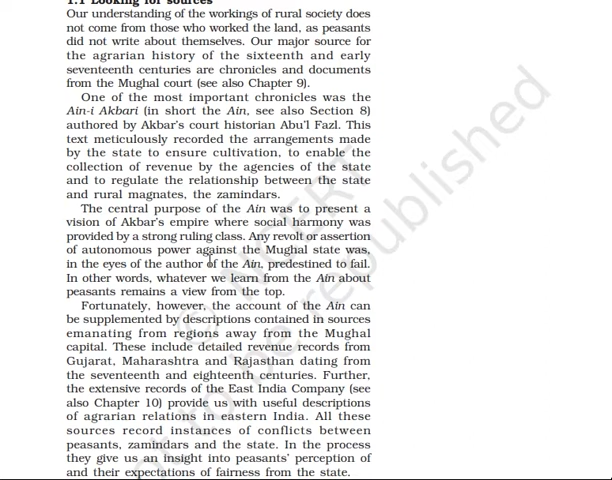 1.1 Looking for sources
Our understanding of the workings of rural society does
not come from those who worked the land, as peasants
did not write about themselves. Our major source for
the agrarian history of the sixteenth and early
seventeenth centuries are chronicles and documents
from the Mughal court (see also Chapter 9).
One of the most important chronicles was the
Ain-i Akbari (in short the Ain, see also Section 8)
authored by Akbar's court historian Abu'l Fazl. This
text meticulously recorded the arrangements made
by the state to ensure cultivation, to enable the
collection of revenue by the agencies of the state
and to regulate the relationship between the state
and rural magnates, the zamindars.
The central purpose of the Ain was to present a
vision of Akbar's empire where social harmony was
provided by a strong ruling class. Any revolt or assertion
of autonomous power against the Mughal state was,
in the eyes of the author of the Ain, predestined to fail.
In other words, whatever we learn from the Ain about
peasants remains a view from the top.
Fortunately, however, the account of the Ain can
be supplemented by descriptions contained in sources
emanating from regions away from the Mughal
capital. These include detailed revenue records from
Gujarat, Maharashtra and Rajasthan dating from
the seventeenth and eighteenth centuries. Further,
the extensive records of the East India Company (see
also Chapter 10) provide us with useful descriptions
of agrarian relations in eastern India. All these
sources record instances of conflicts between
peasants, zamindars and the state. In the process
they give us an insight into peasants' perception of
and their expectations of fairness from the state.
© NCERT
not to be republished